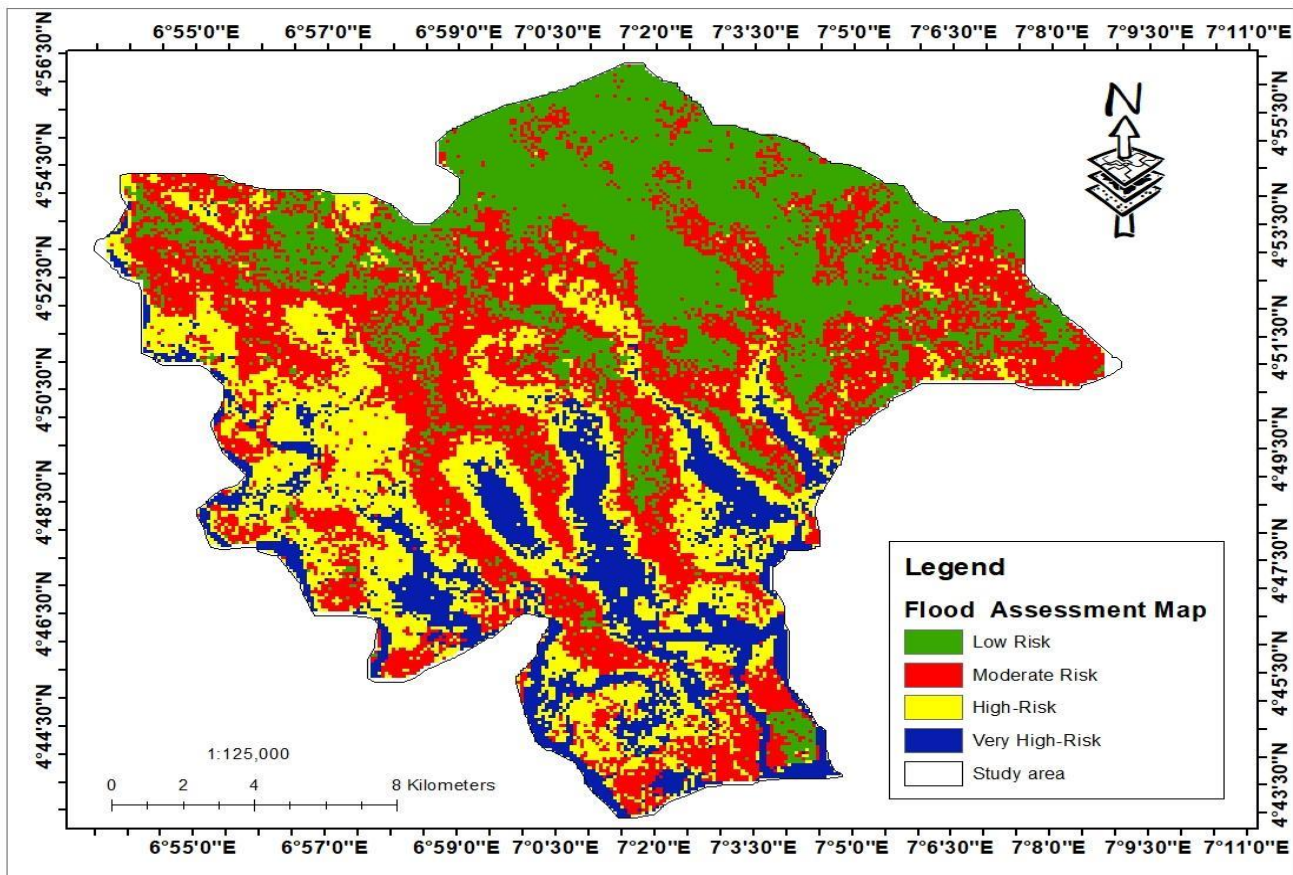 6°55'0"E 6°57'0"E 6°59'0"E 7°0'30"E 7°2'0"E 7°3'30"E 7°5'0"E 7°6'30"E 7°8'0"E 7°9'30"E 7°11'0"E
4°56'30"N
4°55'30"N
4°54'30"N
4°53'30"N
4°52'30"N
4°51'30"N
4°50'30"N
4°49'30"N
4°48'30"N
4°47'30"N
4°46'30"N
4°45'30"N
4°44'30"N
4°43'30"N
N
Legend
Flood Assessment Map
Low Risk
Moderate Risk
High-Risk
Very High-Risk
Study area
1:125,000
0 2 4 8 Kilometers
6°55'0"E 6°57'0"E 6°59'0"E 7°0'30"E 7°2'0"E 7°3'30"E 7°5'0"E 7°6'30"E 7°8'0"E 7°9'30"E 7°11'0"E